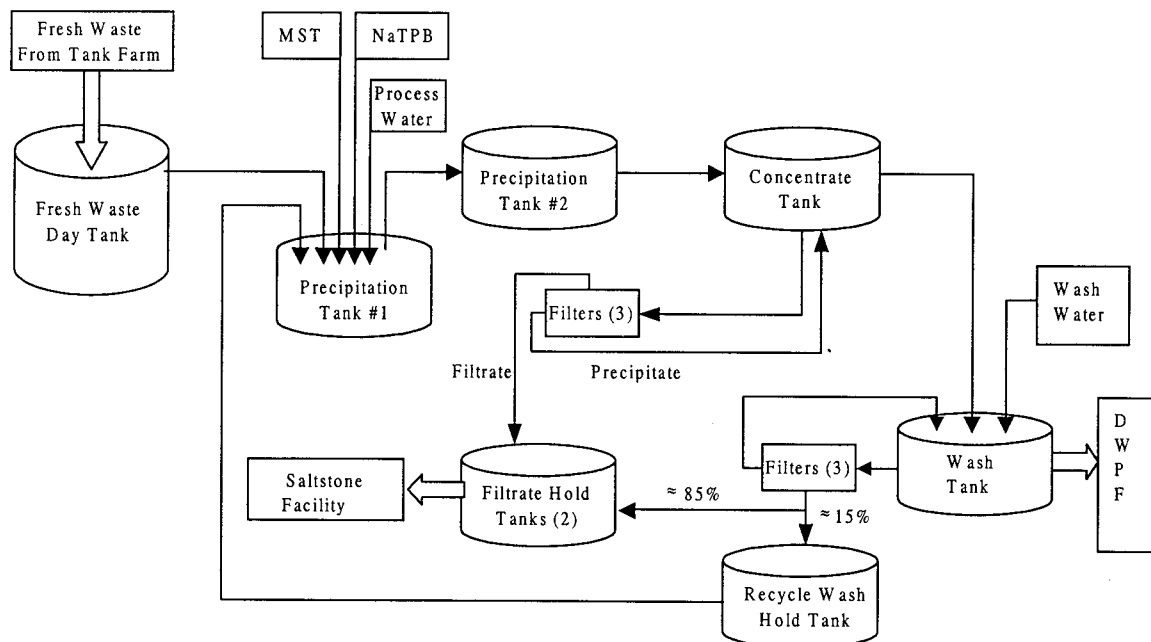 Fresh Waste
From Tank Farm
MST
NaTPB
Process
Water
Fresh Waste
Day Tank
Precipitation
Tank #1
Precipitation
Tank #2
Concentrate
Tank
Filters (3)
Filtrate
Precipitate
Wash
Water
Saltstone
Facility
Filtrate Hold
Tanks (2)
≈ 85%
Filters (3)
≈15%
Wash
Tank
D
W
P
F
Recycle Wash
Hold Tank